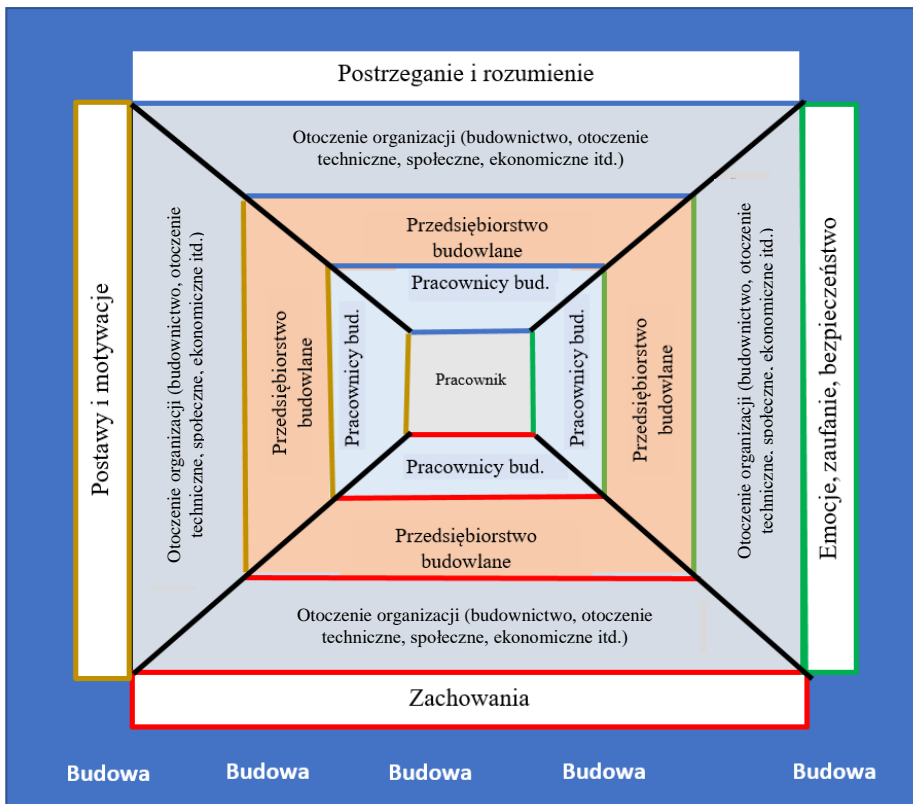 Postrzeganie i rozumienie
Otoczenie organizacji (budownictwo, otoczenie
techniczne, społeczne, ekonomiczne itd.)
Przedsiębiorstwo
budowlane
Pracownicy bud.
Postawy i motywacje
Otoczenie organizacji (budownictwo, otoczenie
techniczne, społeczne, ekonomiczne itd.)
Przedsiębiorstwo
budowlane
Pracownicy bud.
Pracownik
Pracownicy bud.
Przedsiębiorstwo
budowlane
Otoczenie organizacji (budownictwo, otoczenie
techniczne, społeczne, ekonomiczne itd.)
Emocje, zaufanie, bezpieczeństwo
Pracownicy bud.
Przedsiębiorstwo
budowlane
Otoczenie organizacji (budownictwo, otoczenie
techniczne, społeczne, ekonomiczne itd.)
Zachowania
Budowa Budowa Budowa Budowa Budowa